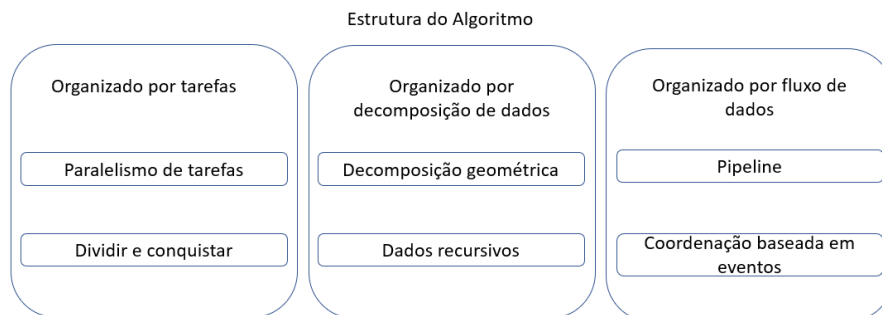 Estrutura do Algoritmo
Organizado por tarefas
Paralelismo de tarefas
Dividir e conquistar
Organizado por
decomposição de dados
Decomposição geométrica
Dados recursivos
Organizado por fluxo de
dados
Pipeline
Coordenação baseada em
eventos